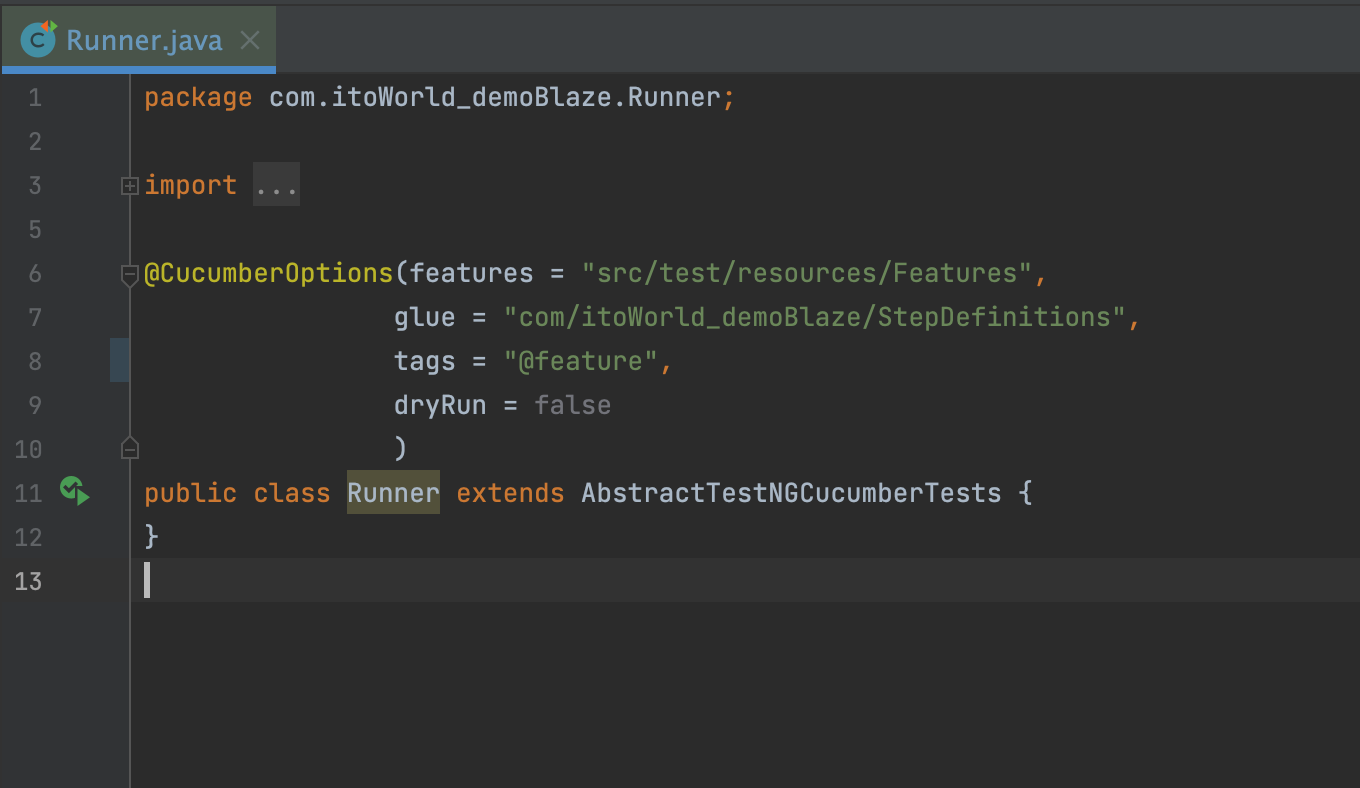 Runner.java
1 package com.itoWorld_demoBlaze.Runner;
2
3 import ...
5
6 @CucumberOptions(features = "src/test/resources/Features",
7 glue = "com/itoWorld_demoBlaze/StepDefinitions",
8 tags = "@feature",
9 dryRun = false
10 )
11 public class Runner extends AbstractTestNGCucumberTests {
12 }
13